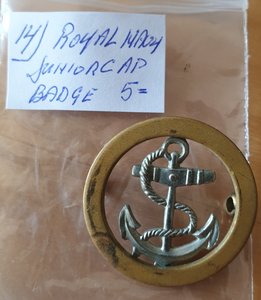 14) ROYAL NAVY
JUNIOR CAP
BADGE 5=